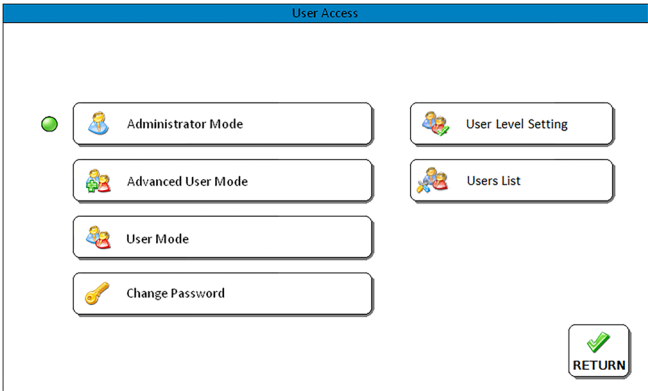 User Access
Administrator Mode
User Level Setting
Advanced User Mode
Users List
User Mode
Change Password
RETURN